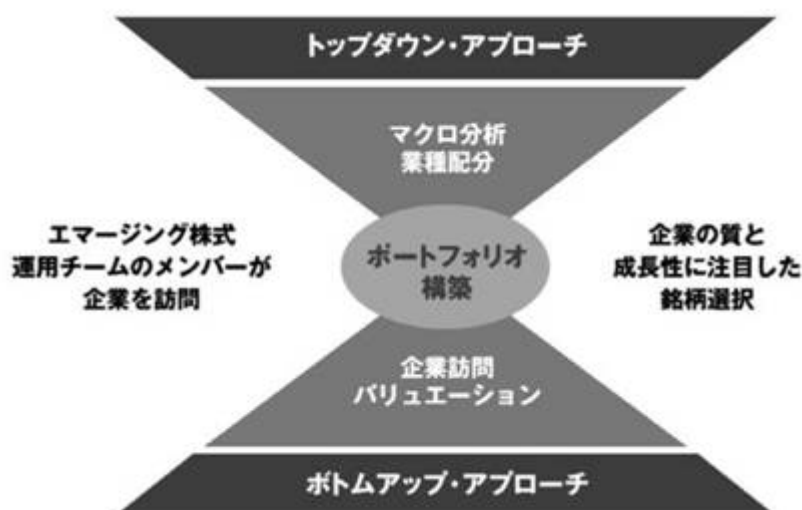 トップダウン・アプローチ
マクロ分析
業種配分
エマージング株式
運用チームのメンバーが
企業を訪問
ポートフォリオ
構築
企業の質と
成長性に注目した
銘柄選択
企業訪問
バリュエーション
ボトムアップ・アプローチ